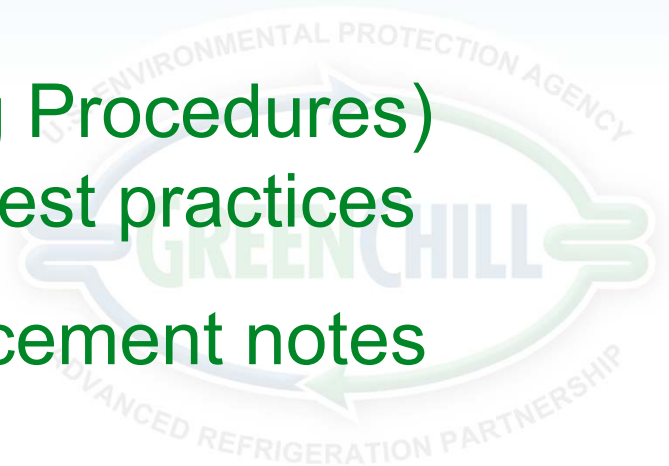 U.S. ENVIRONMENTAL PROTECTION AGENCY
g Procedures)
est practices
GREENCHILL
cement notes
ADVANCED REFRIGERATION PARTNERSHIP